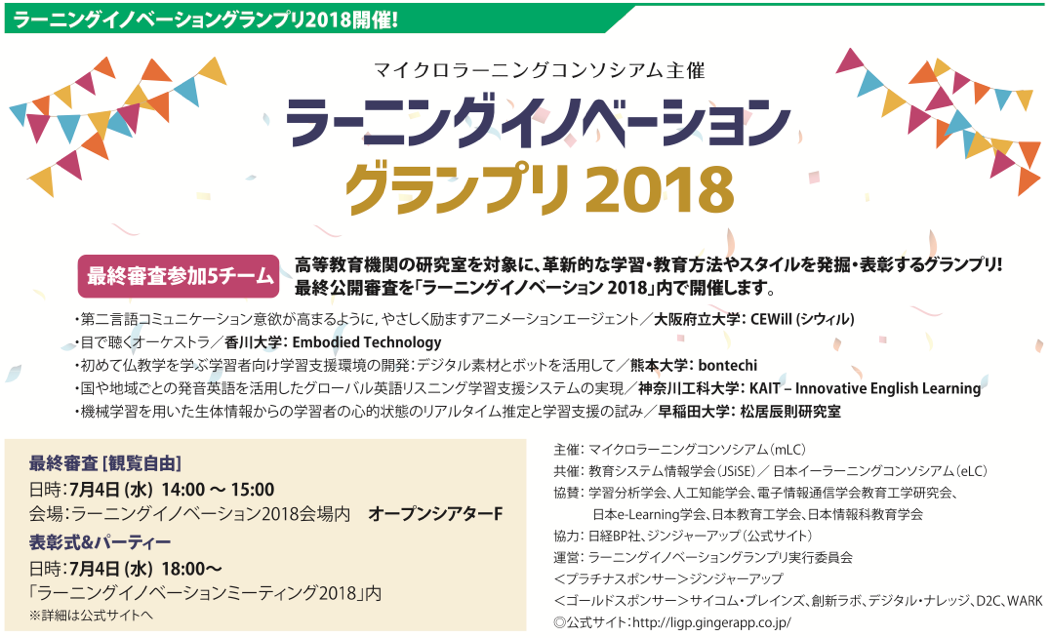 ラーニングイノベーショングランプリ2018開催!
マイクロラーニングコンソシアム主催
ラーニングイノベーション
グランプリ 2018
最終審査参加5チーム
高等教育機関の研究室を対象に、革新的な学習・教育方法やスタイルを発掘・表彰するグランプリ!
最終公開審査を「ラーニングイノベーション 2018」内で開催します。
・第二言語コミュニケーション意欲が高まるように, やさしく励ますアニメーションエージェント／大阪府立大学： CEWill (シウィル)
・目で聴くオーケストラ／香川大学： Embodied Technology
・初めて仏教学を学ぶ学習者向け学習支援環境の開発：デジタル素材とボットを活用して／熊本大学： bontechi
・国や地域ごとの発音英語を活用したグローバル英語リスニング学習支援システムの実現／神奈川工科大学： KAIT – Innovative English Learning
・機械学習を用いた生体情報からの学習者の心的状態のリアルタイム推定と学習支援の試み／早稲田大学： 松居辰則研究室
最終審査 [観覧自由]
日時：7月4日 (水) 14:00 ～ 15:00
会場：ラーニングイノベーション2018会場内 オープンシアターF
表彰式&パーティー
日時：7月4日 (水) 18:00～
「ラーニングイノベーションミーティング2018」内
※詳細は公式サイトへ
主催： マイクロラーニングコンソシアム（mLC）
共催： 教育システム情報学会（JSiSE）／ 日本イーラーニングコンソシアム（eLC）
協賛： 学習分析学会、人工知能学会、電子情報通信学会教育工学研究会、
日本e-Learning学会、日本教育工学会、日本情報科教育学会
協力： 日経BP社、ジンジャーアップ（公式サイト）
運営： ラーニングイノベーショングランプリ実行委員会
＜プラチナスポンサー＞ジンジャーアップ
＜ゴールドスポンサー＞サイコム・ブレインズ、創新ラボ、デジタル・ナレッジ、D2C、WARK
◎公式サイト：http://ligp.gingerapp.co.jp/